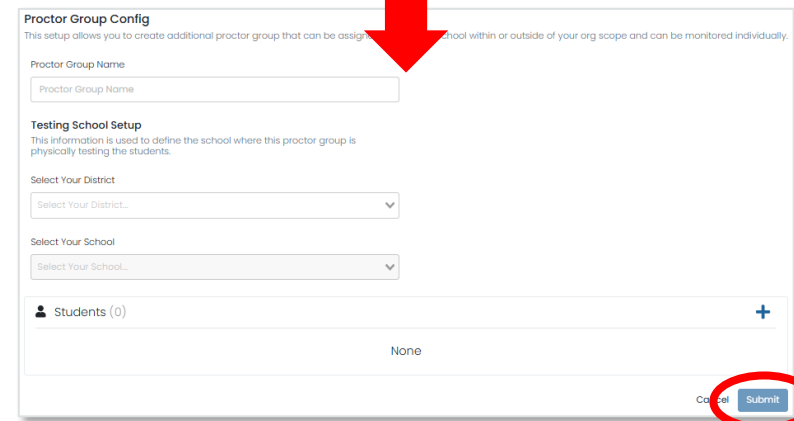 Proctor Group Config
This setup allows you to create additional proctor group that can be school within or outside of your org scope and can be monitored individually.
Proctor Group Name
Proctor Group Name
Testing School Setup
This information is used to define the school where this proctor group is
physically testing the students.
Select Your District
Select Your District...
Select Your School
Select Your School...
Students (0)
+
None
Cancel Submit